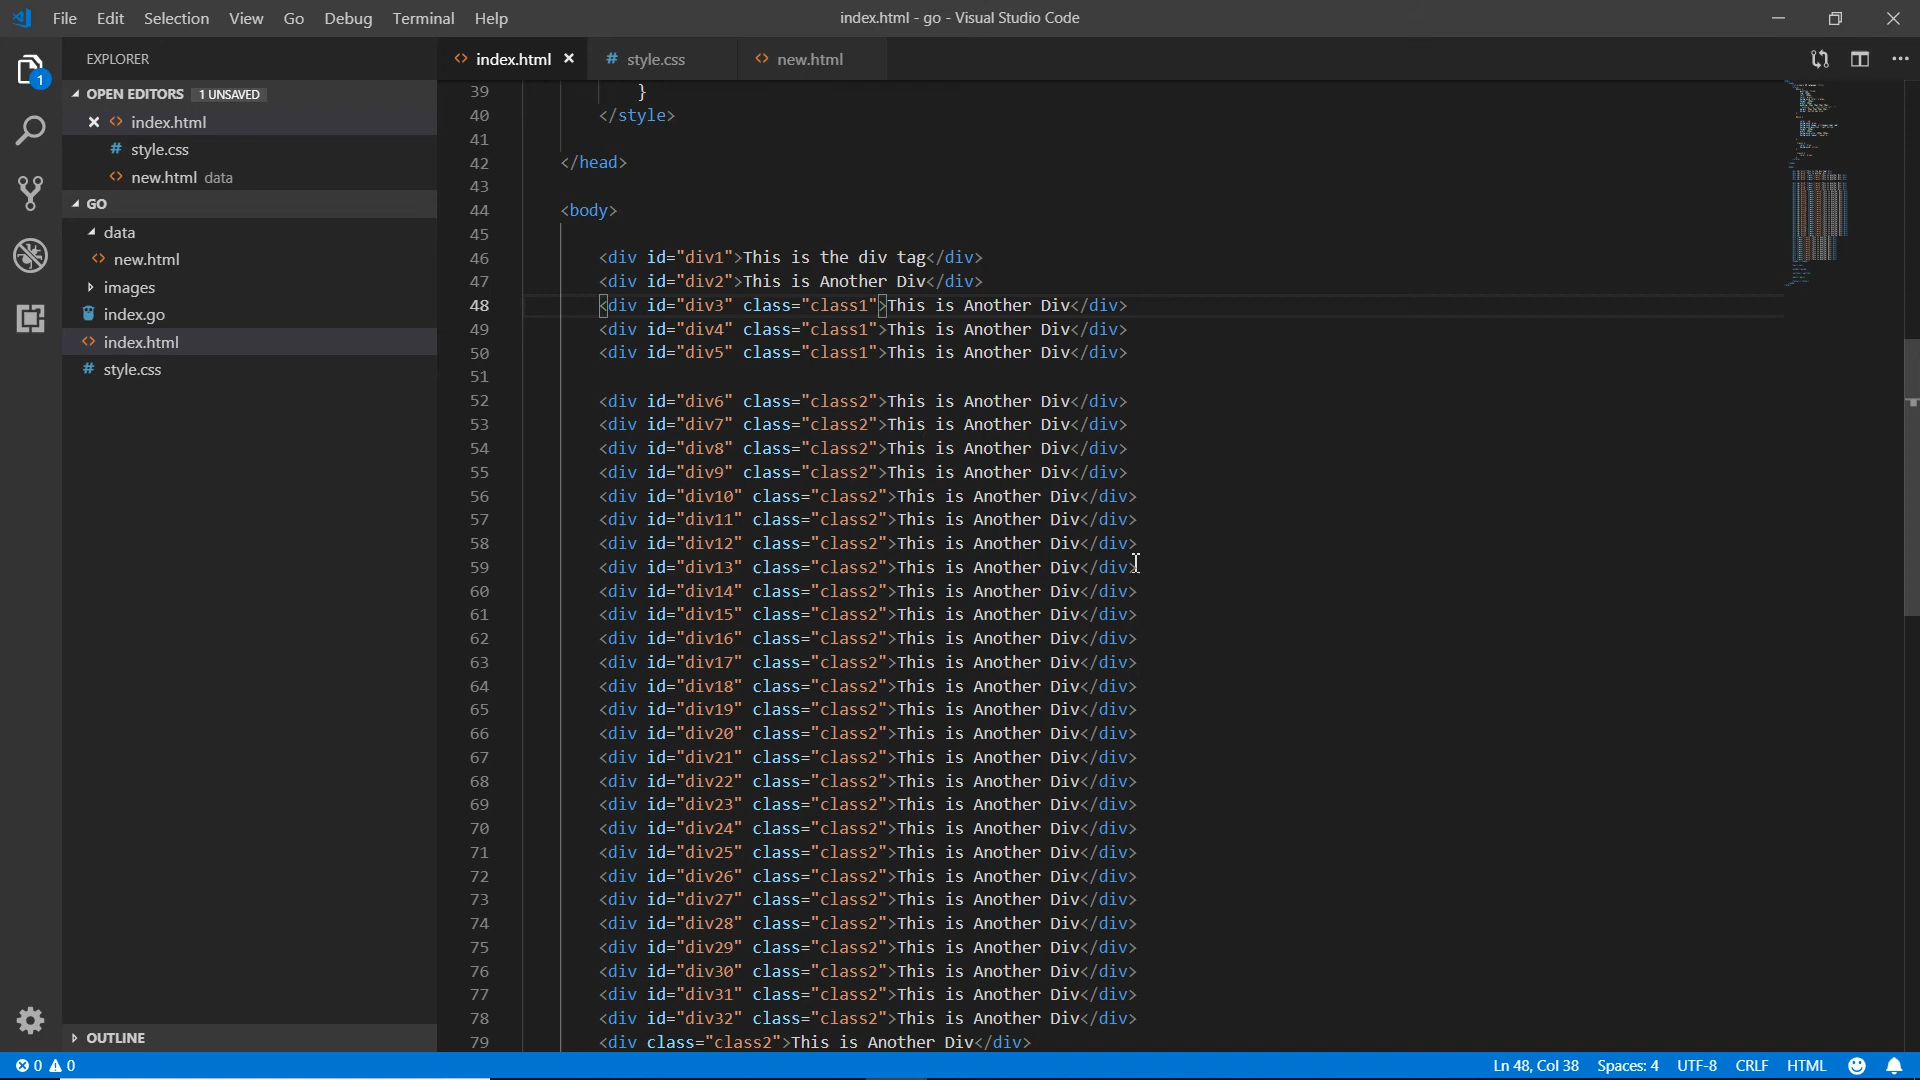 File Edit Selection View Go Debug Terminal Help
index.html - go - Visual Studio Code
EXPLORER
OPEN EDITORS 1 UNSAVED
index.html
style.css
new.html data
GO
data
new.html
images
index.go
index.html
style.css
OUTLINE
1
index.html style.css new.html
39 }
40 </style>
41
42 </head>
43
44 <body>
45
46 <div id="div1">This is the div tag</div>
47 <div id="div2">This is Another Div</div>
48 <div id="div3" class="class1">This is Another Div</div>
49 <div id="div4" class="class1">This is Another Div</div>
50 <div id="div5" class="class1">This is Another Div</div>
51
52 <div id="div6" class="class2">This is Another Div</div>
53 <div id="div7" class="class2">This is Another Div</div>
54 <div id="div8" class="class2">This is Another Div</div>
55 <div id="div9" class="class2">This is Another Div</div>
56 <div id="div10" class="class2">This is Another Div</div>
57 <div id="div11" class="class2">This is Another Div</div>
58 <div id="div12" class="class2">This is Another Div</div>
59 <div id="div13" class="class2">This is Another Div</div>
60 <div id="div14" class="class2">This is Another Div</div>
61 <div id="div15" class="class2">This is Another Div</div>
62 <div id="div16" class="class2">This is Another Div</div>
63 <div id="div17" class="class2">This is Another Div</div>
64 <div id="div18" class="class2">This is Another Div</div>
65 <div id="div19" class="class2">This is Another Div</div>
66 <div id="div20" class="class2">This is Another Div</div>
67 <div id="div21" class="class2">This is Another Div</div>
68 <div id="div22" class="class2">This is Another Div</div>
69 <div id="div23" class="class2">This is Another Div</div>
70 <div id="div24" class="class2">This is Another Div</div>
71 <div id="div25" class="class2">This is Another Div</div>
72 <div id="div26" class="class2">This is Another Div</div>
73 <div id="div27" class="class2">This is Another Div</div>
74 <div id="div28" class="class2">This is Another Div</div>
75 <div id="div29" class="class2">This is Another Div</div>
76 <div id="div30" class="class2">This is Another Div</div>
77 <div id="div31" class="class2">This is Another Div</div>
78 <div id="div32" class="class2">This is Another Div</div>
79 <div class="class2">This is Another Div</div>
0 0
Ln 48, Col 38 Spaces: 4 UTF-8 CRLF HTML